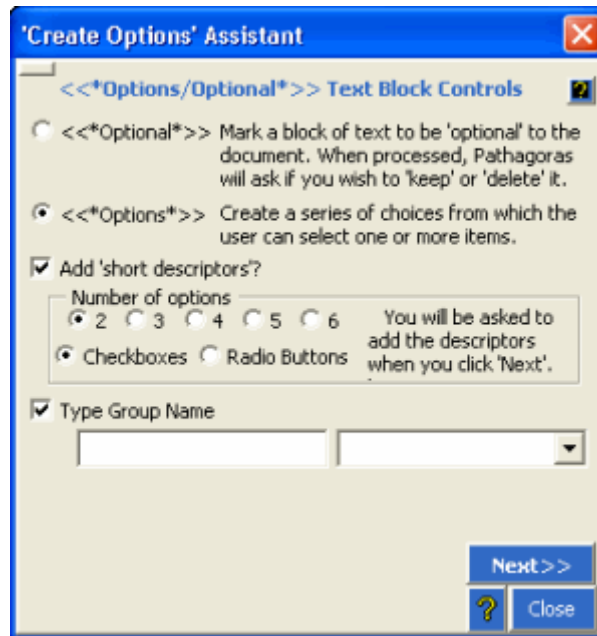 'Create Options' Assistant
<<*Options/Optional*>> Text Block Controls
<<*Optional*>> Mark a block of text to be 'optional' to the
document. When processed, Pathagoras
will ask if you wish to 'keep' or 'delete' it.
<<*Options*>> Create a series of choices from which the
user can select one or more items.
Add 'short descriptors'?
Number of options
2 3 4 5 6 You will be asked to
add the descriptors
Checkboxes Radio Buttons when you click 'Next'.
Type Group Name
Next>>
? Close